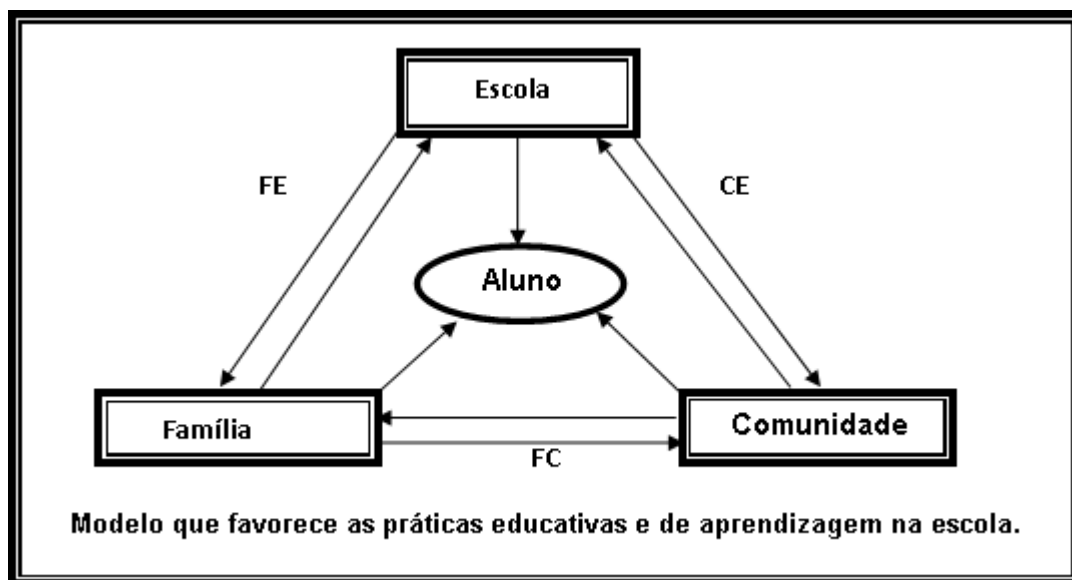 Escola
FE
CE
Aluno
Família
Comunidade
FC
Modelo que favorece as práticas educativas e de aprendizagem na escola.